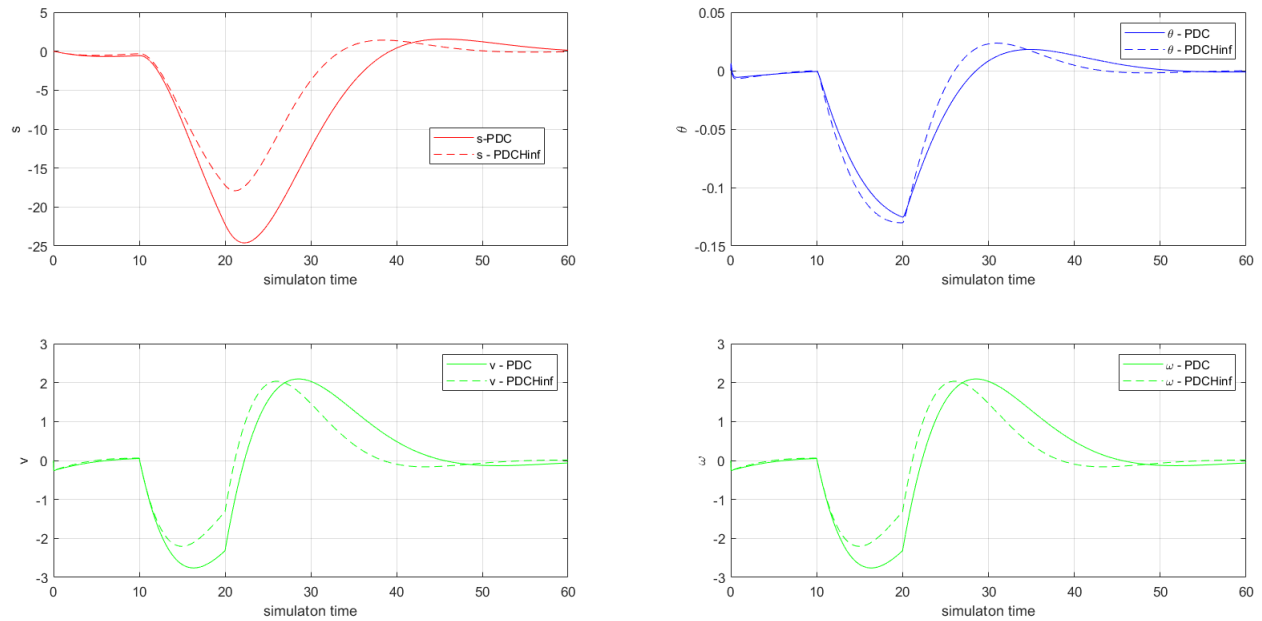 5
0
-5
-10
-15
-20
-25
s
s-PDC
s - PDCHinf
0 10 20 30 40 50 60
simulaton time
0.05
0
-0.05
-0.1
-0.15
θ
θ - PDC
θ - PDCHinf
0 10 20 30 40 50 60
simulaton time
3
2
1
0
-1
-2
-3
v
v - PDC
v - PDCHinf
0 10 20 30 40 50 60
simulaton time
3
2
1
0
-1
-2
-3
ω
ω - PDC
ω - PDCHinf
0 10 20 30 40 50 60
simulaton time